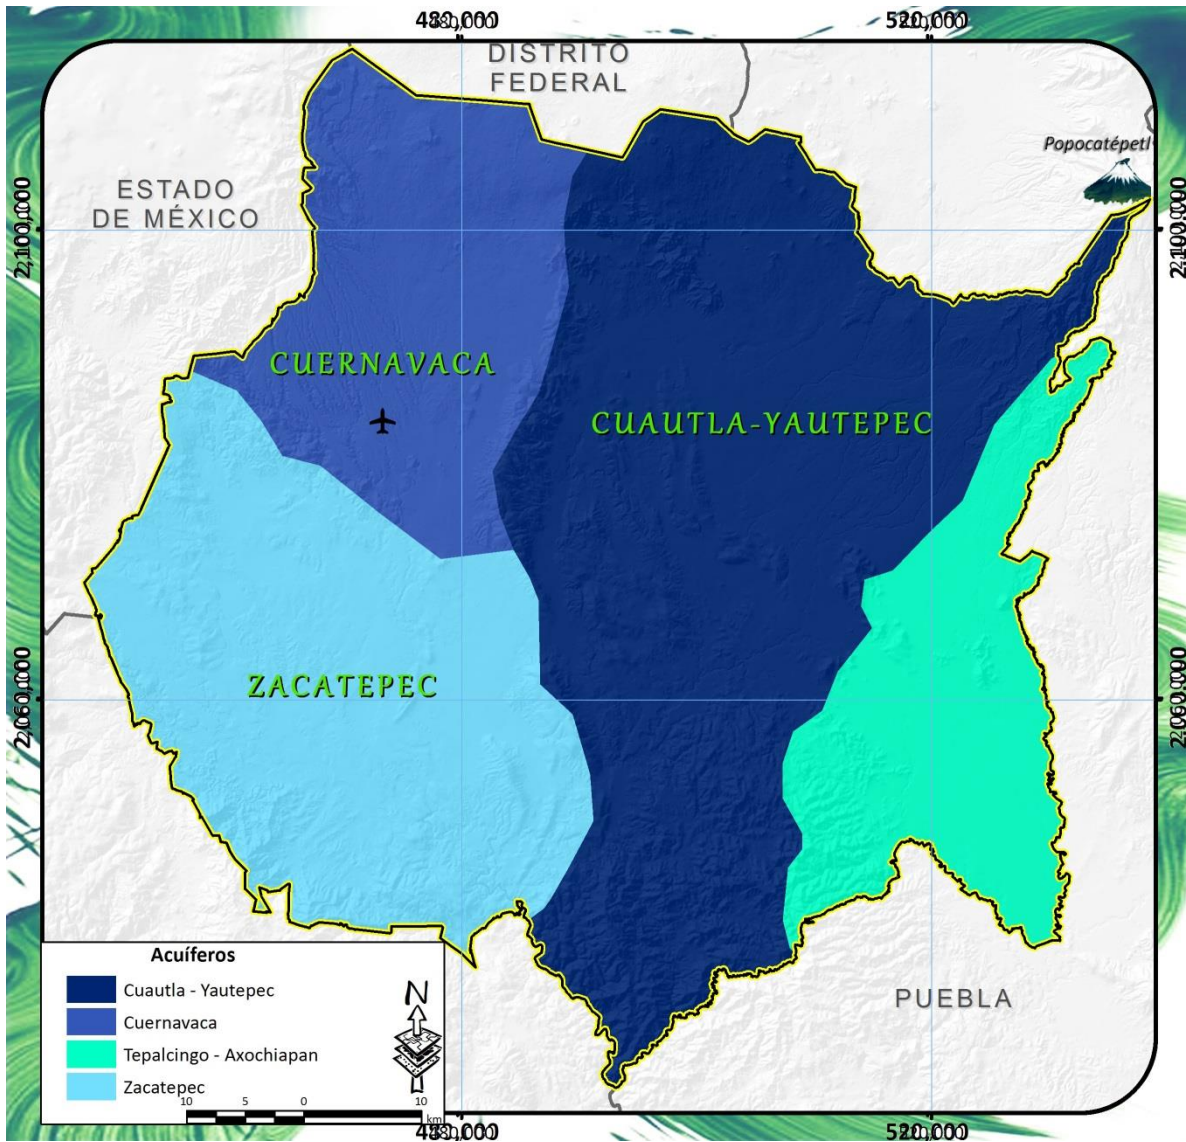 480,000
520,000
DISTRITO
FEDERAL
Popocatépetl
ESTADO
DE MÉXICO
2,100,000
2,100,000
CUERNAVACA
CUAUTLA-YAUTEPEC
ZACATEPEC
2,060,000
2,060,000
Acuíferos
Cuautla - Yautepec
Cuernavaca
Tepalcingo - Axochiapan
Zacatepec
N
10 5 0 10
km
PUEBLA
480,000
520,000